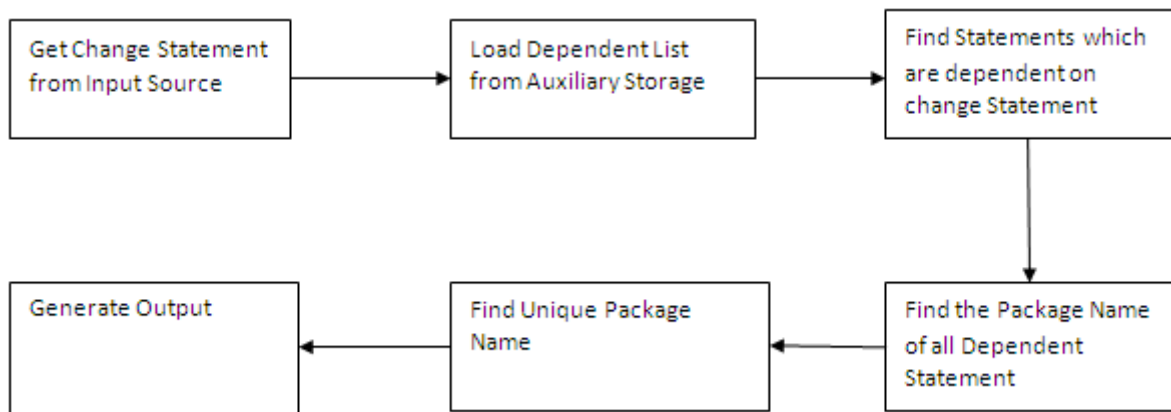 Get Change Statement
from Input Source
Load Dependent List
from Auxiliary Storage
Find Statements which
are dependent on
change Statement
Find the Package Name
of all Dependent
Statement
Find Unique Package
Name
Generate Output